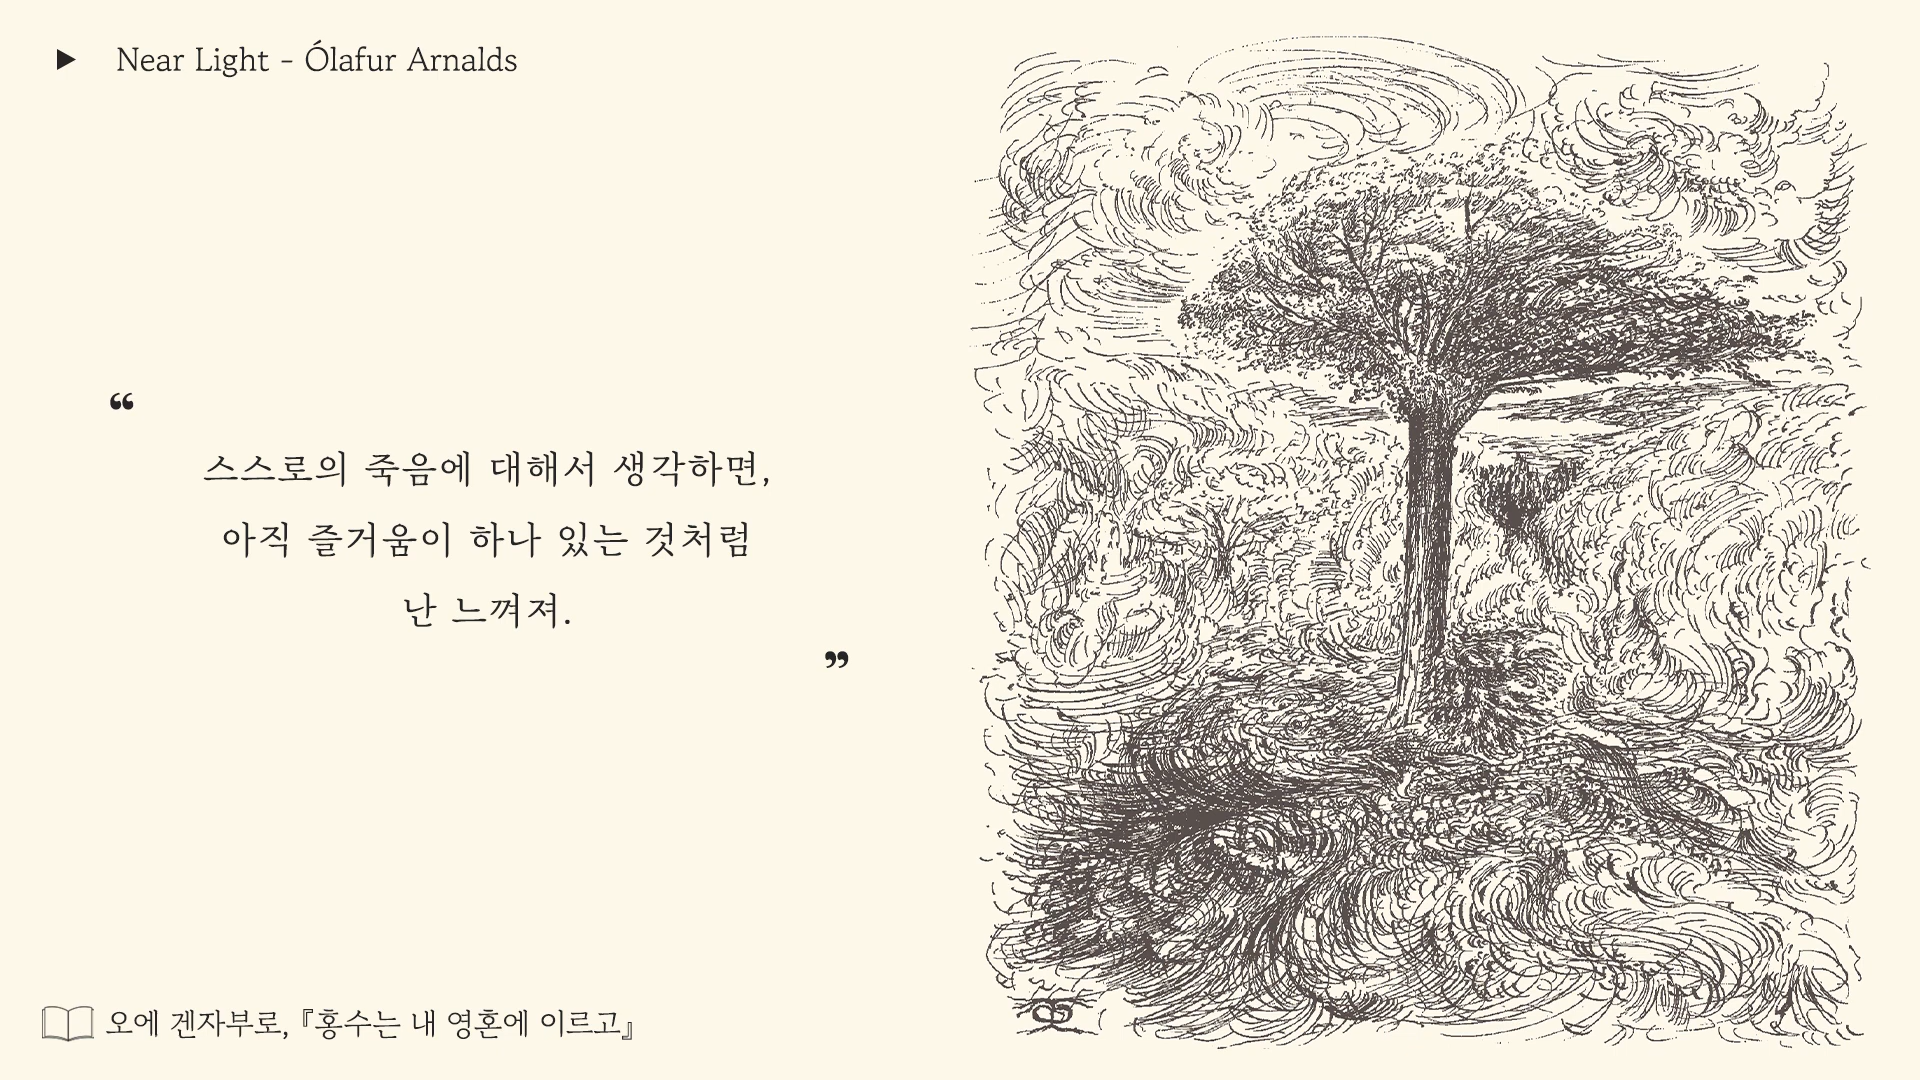 Near Light - Ólafur Arnalds
“
스스로의 죽음에 대해서 생각하면,
아직 즐거움이 하나 있는 것처럼
난 느껴져.
”
오에 겐자부로, 『홍수는 내 영혼에 이르고』